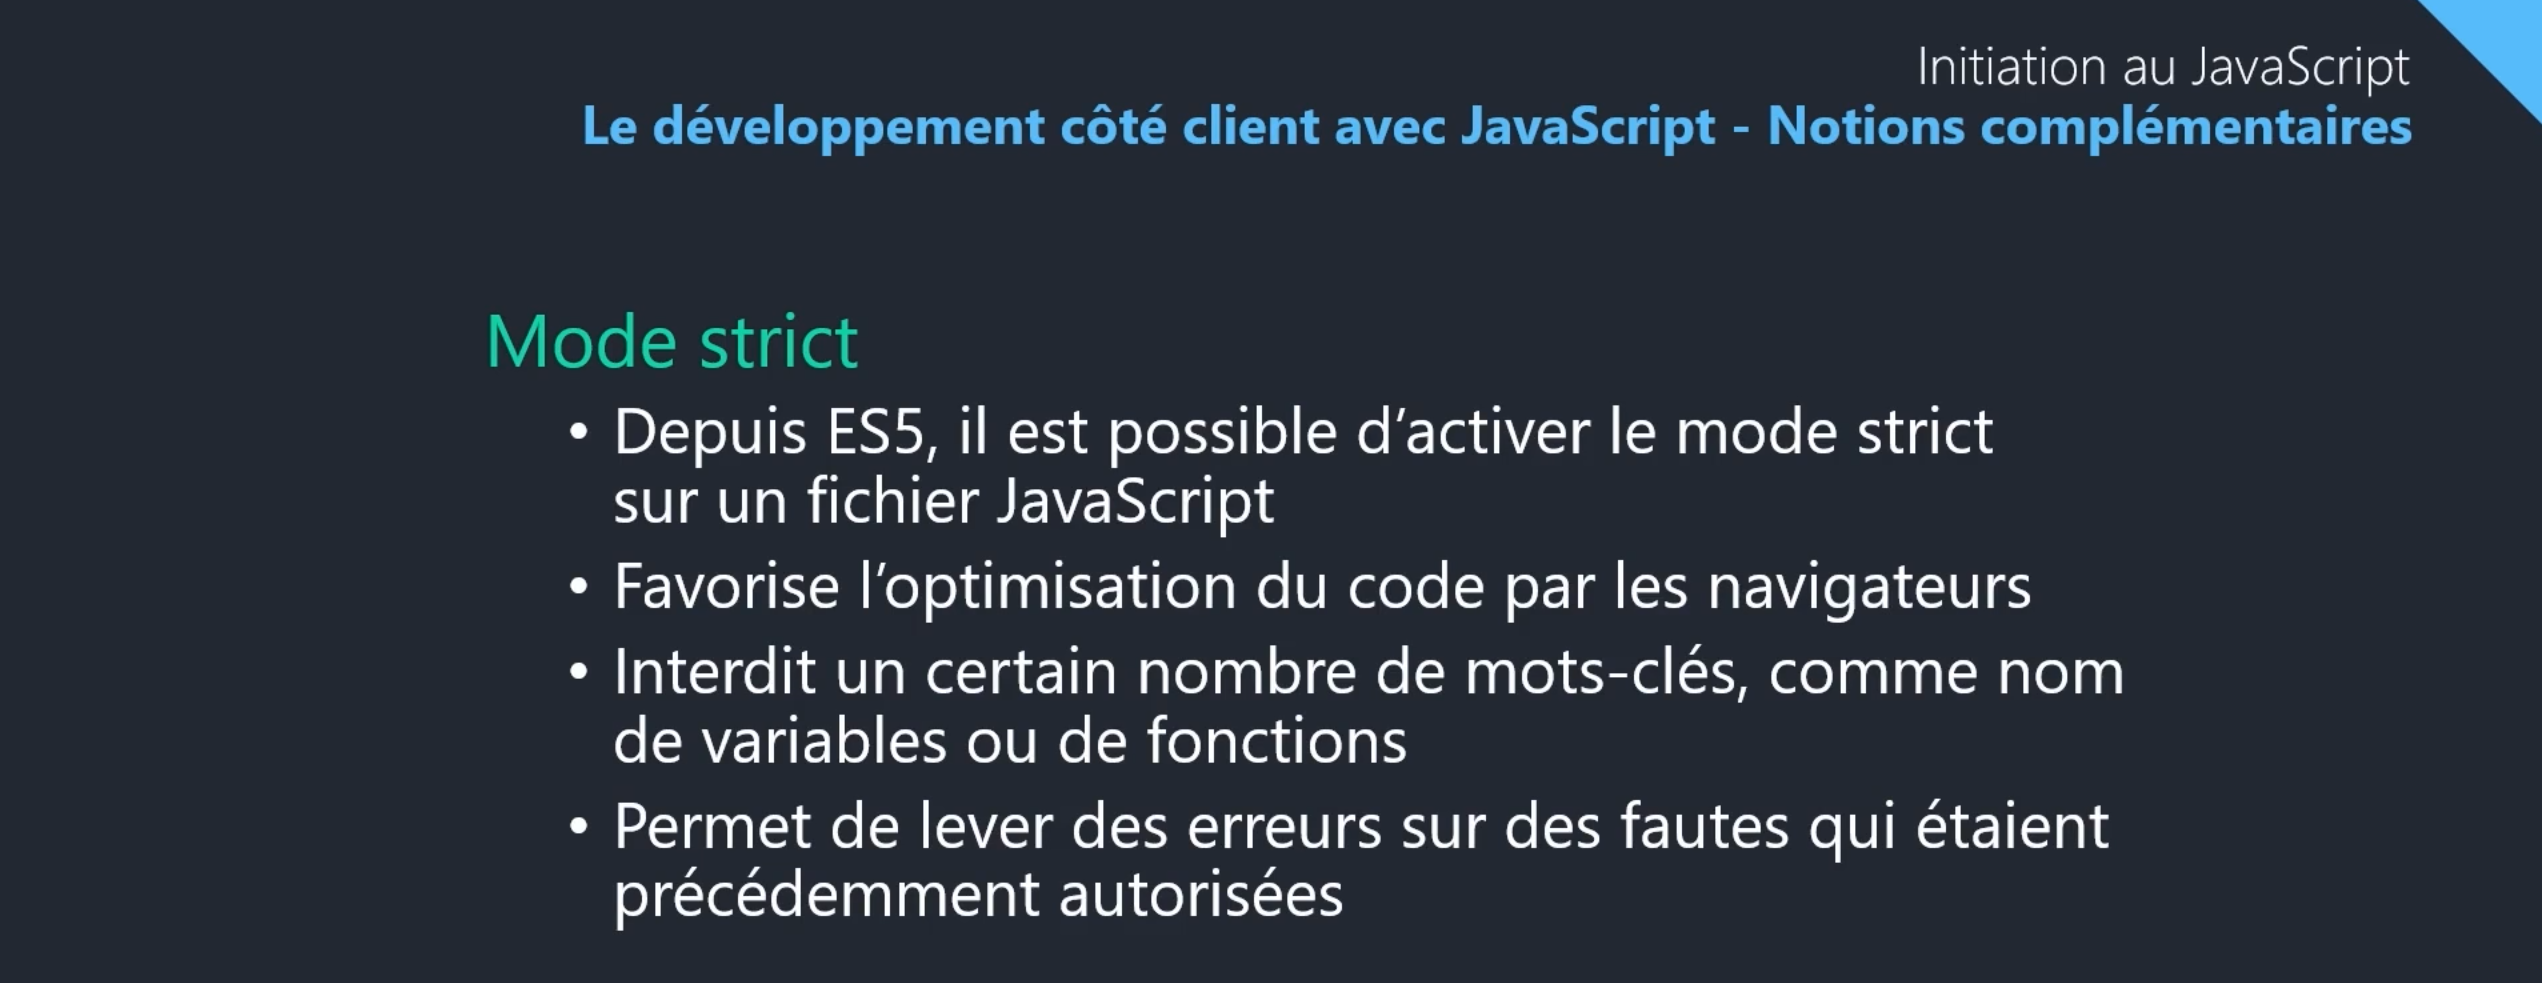 Initiation au JavaScript
Le développement côté client avec JavaScript - Notions complémentaires
Mode strict
• Depuis ES5, il est possible d’activer le mode strict
sur un fichier JavaScript
• Favorise l’optimisation du code par les navigateurs
• Interdit un certain nombre de mots-clés, comme nom
de variables ou de fonctions
• Permet de lever des erreurs sur des fautes qui étaient
précédemment autorisées